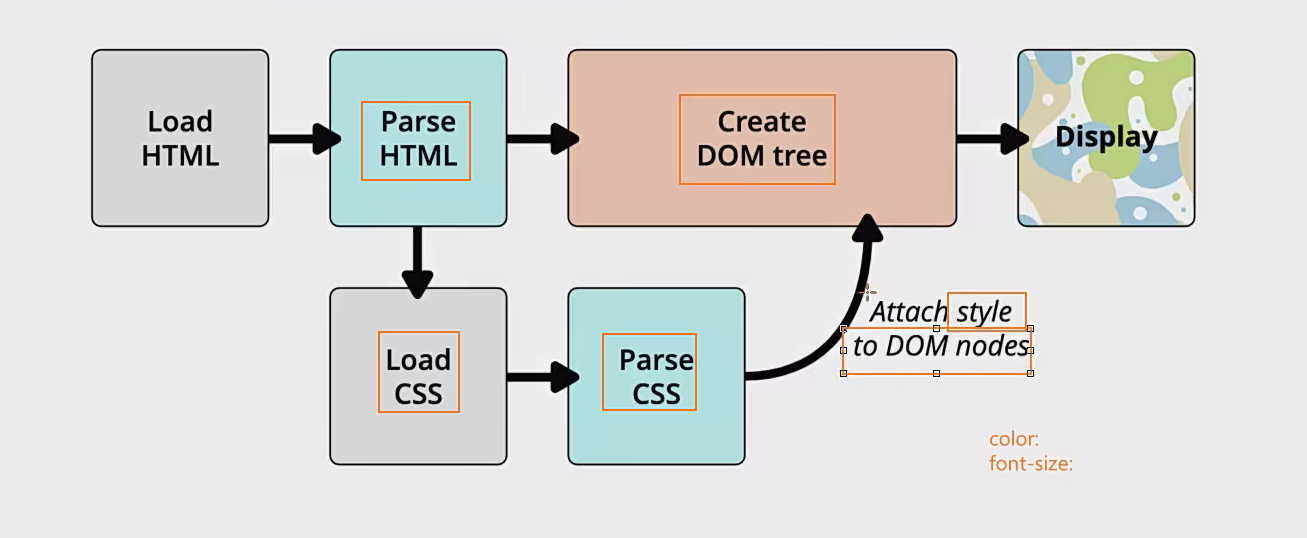 Load
HTML
Parse
HTML
Create
DOM tree
Display
Load
CSS
Parse
CSS
Attach style
to DOM nodes
color:
font-size: